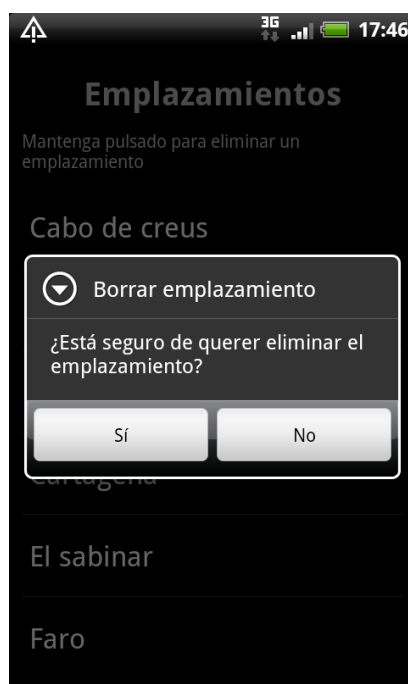 3G 17:46
Emplazamientos
Mantenga pulsado para eliminar un
emplazamiento
Cabo de creus
Borrar emplazamiento
¿Está seguro de querer eliminar el
emplazamiento?
Sí No
Cartagena
El sabinar
Faro